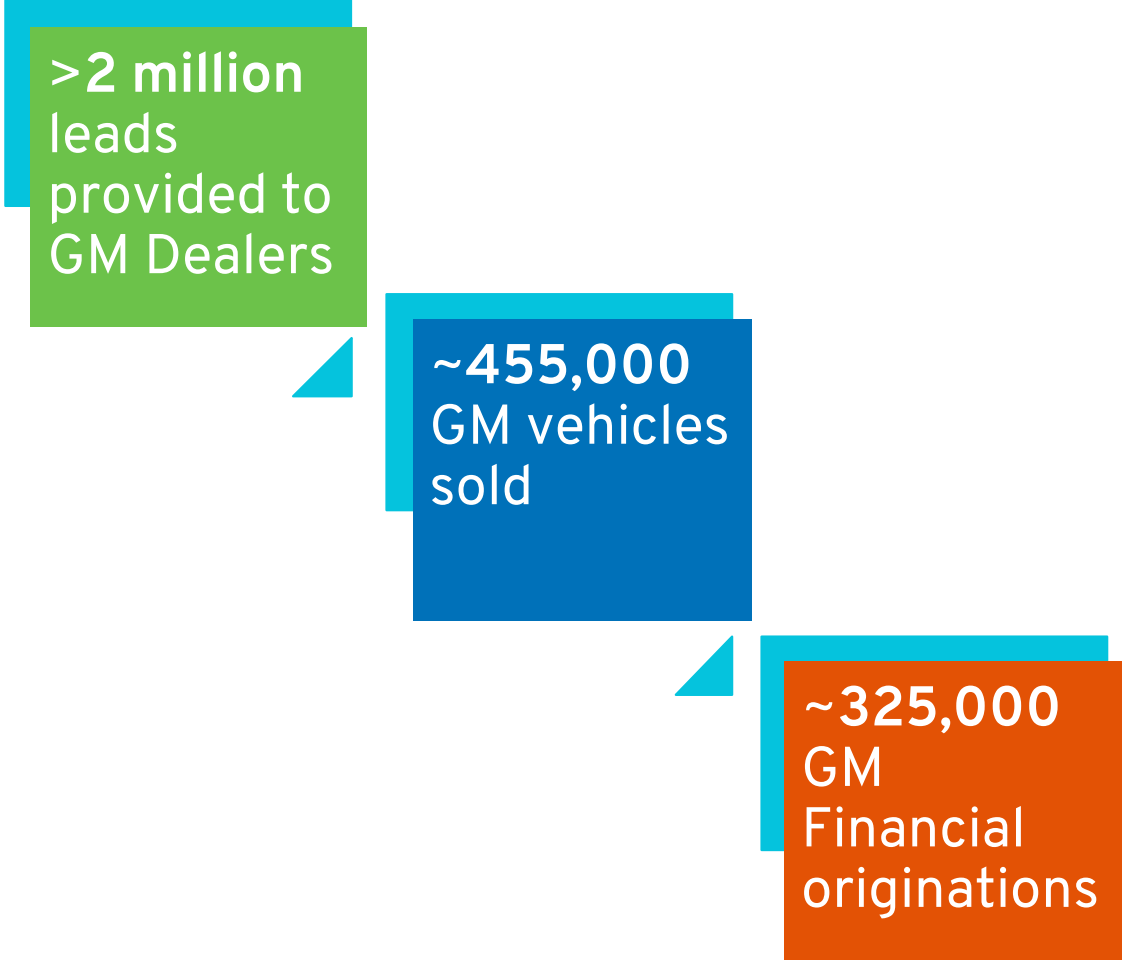 >2 million
leads
provided to
GM Dealers
~455,000
GM vehicles
sold
~325,000
GM
Financial
originations